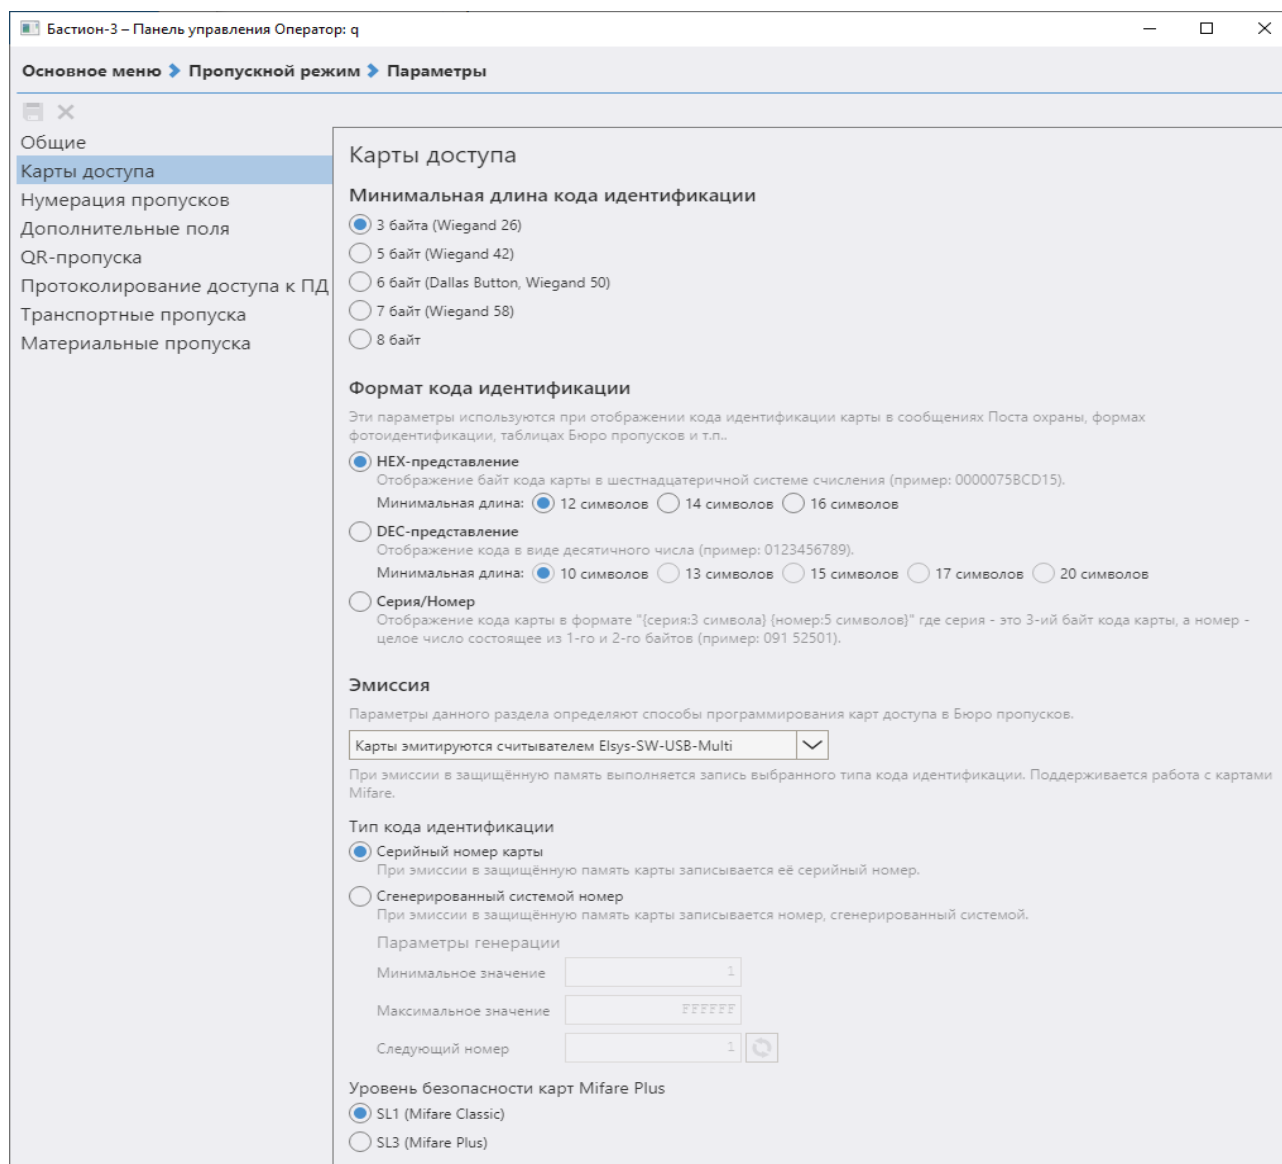 Бастион-3 – Панель управления Оператор: q
Основное меню Пропускной режим Параметры
Общие
Карты доступа
Нумерация пропусков
Дополнительные поля
QR-пропуска
Протоколирование доступа к ПД
Транспортные пропуска
Материальные пропуска
Карты доступа
Минимальная длина кода идентификации
3 байта (Wiegand 26)
5 байт (Wiegand 42)
6 байт (Dallas Button, Wiegand 50)
7 байт (Wiegand 58)
8 байт
Формат кода идентификации
Эти параметры используются при отображении кода идентификации карты в сообщениях Поста охраны, формах
фотоидентификации, таблицах Бюро пропусков и т.п..
HEX-представление
Отображение байт кода карты в шестнадцатеричной системе счисления (пример: 0000075BCD15).
Минимальная длина: 12 символов 14 символов 16 символов
DEC-представление
Отображение кода в виде десятичного числа (пример: 0123456789).
Минимальная длина: 10 символов 13 символов 15 символов 17 символов 20 символов
Серия/Номер
Отображение кода карты в формате "{серия:3 символа} {номер:5 символов}" где серия - это 3-ий байт кода карты, а номер -
целое число состоящее из 1-го и 2-го байтов (пример: 091 52501).
Эмиссия
Параметры данного раздела определяют способы программирования карт доступа в Бюро пропусков.
Карты эмитируются считывателем Elsys-SW-USB-Multi
При эмиссии в защищённую память выполняется запись выбранного типа кода идентификации. Поддерживается работа с картами
Mifare.
Тип кода идентификации
Серийный номер карты
При эмиссии в защищённую память карты записывается её серийный номер.
Сгенерированный системой номер
При эмиссии в защищённую память карты записывается номер, сгенерированный системой.
Параметры генерации
Минимальное значение 1
Максимальное значение FFFFFF
Следующий номер 1
Уровень безопасности карт Mifare Plus
SL1 (Mifare Classic)
SL3 (Mifare Plus)